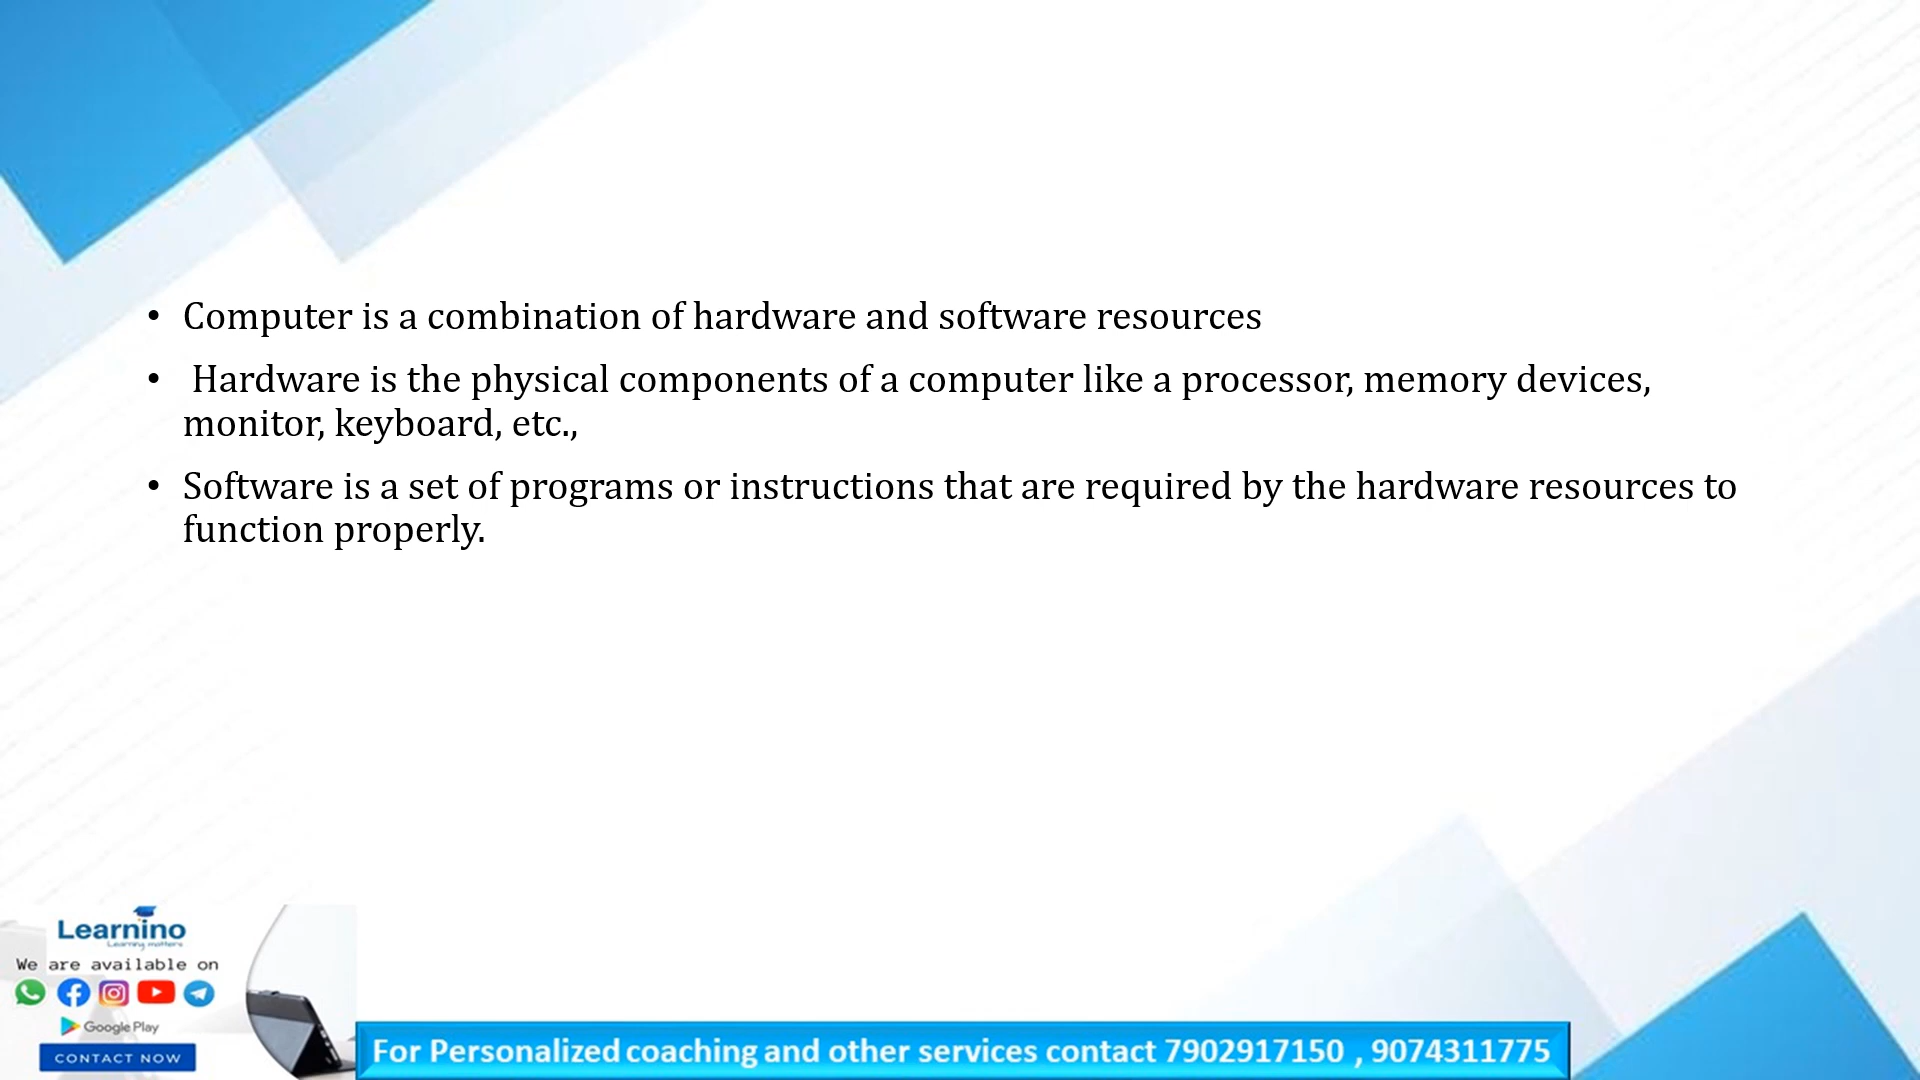 • Computer is a combination of hardware and software resources
• Hardware is the physical components of a computer like a processor, memory devices,
monitor, keyboard, etc.,
• Software is a set of programs or instructions that are required by the hardware resources to
function properly.
Learnino
Learning matters
We are available on
Google Play
CONTACT NOW
For Personalized coaching and other services contact 7902917150 , 9074311775